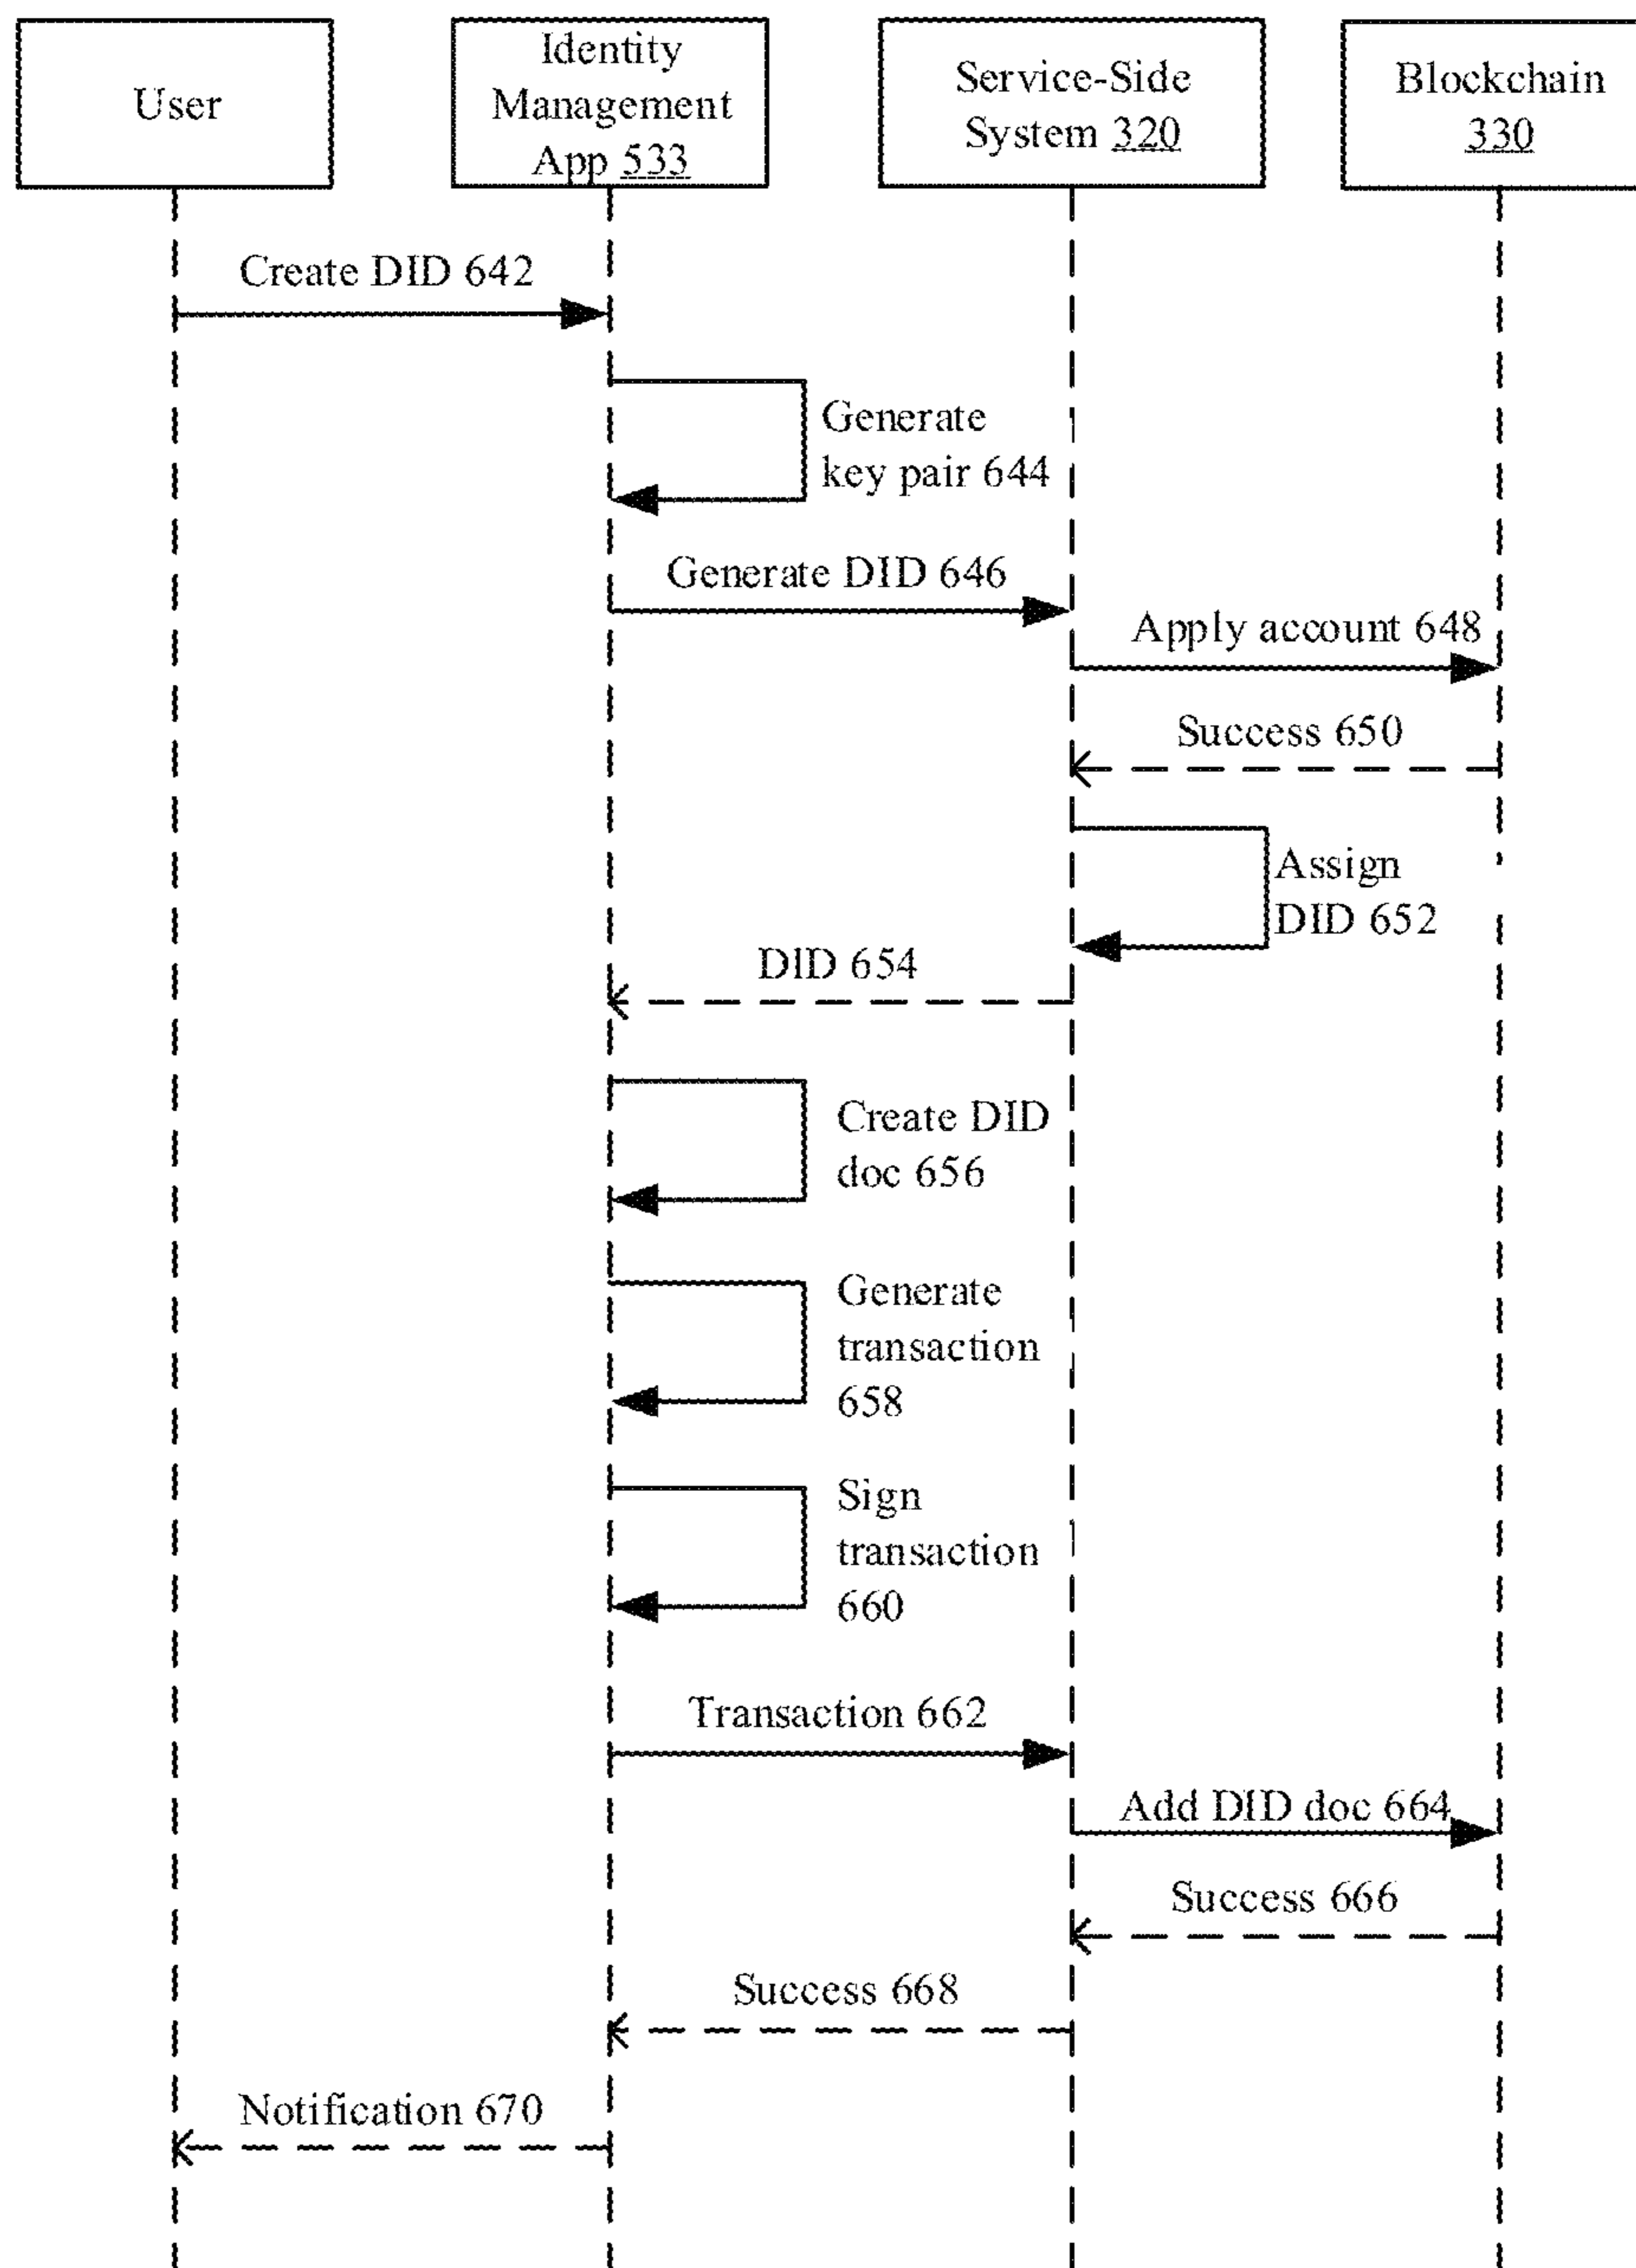 User
Identity
Management
App 533
Service-Side
System 320
Blockchain
330
Create DID 642
Generate
key pair 644
Generate DID 646
Apply account 648
Success 650
Assign
DID 652
DID 654
Create DID
doc 656
Generate
transaction
658
Sign
transaction
660
Transaction 662
Add DID doc 664
Success 666
Success 668
Notification 670